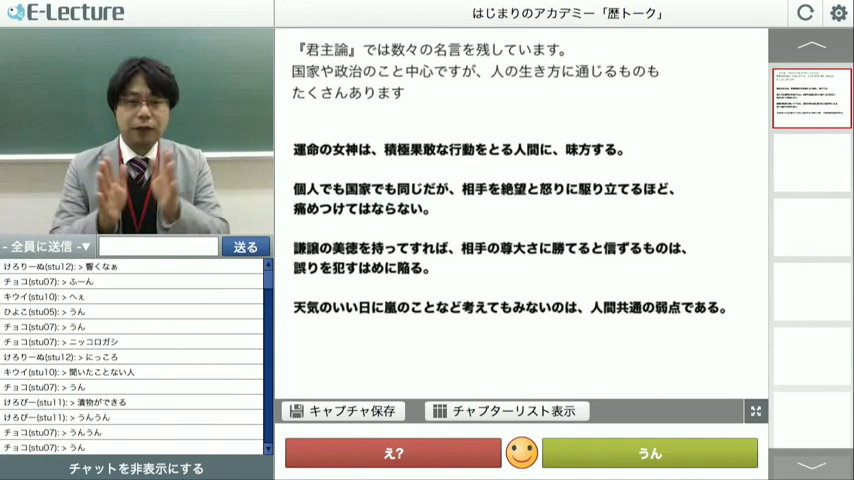 E-Lecture
はじまりのアカデミー「歴トーク」
『君主論』では数々の名言を残しています。
国家や政治のこと中心ですが、人の生き方に通じるものも
たくさんあります
運命の女神は、積極果敢な行動をとる人間に、味方する。
個人でも国家でも同じだが、相手を絶望と怒りに駆り立てるほど、
痛めつけてはならない。
謙譲の美徳を持ってすれば、相手の尊大さに勝てると信ずるものは、
誤りを犯すはめに陥る。
天気のいい日に嵐のことなど考えてもみないのは、人間共通の弱点である。
- 全員に送信 -▼
送る
けろりーぬ(stu12): > 響くなぁ
チョコ(stu07): > ふーん
キウイ(stu10): > へぇ
ひよこ(stu05): > うん
チョコ(stu07): > うん
チョコ(stu07): > ニッコロガシ
けろりーぬ(stu12): > にっころ
キウイ(stu10): > 聞いたことない人
チョコ(stu07): > うん
けろぴー(stu11): > 漬物ができる
けろぴー(stu11): > うんうん
チョコ(stu07): > うんうん
チョコ(stu07): > うん
チャットを非表示にする
キャプチャ保存
チャプターリスト表示
え?
うん